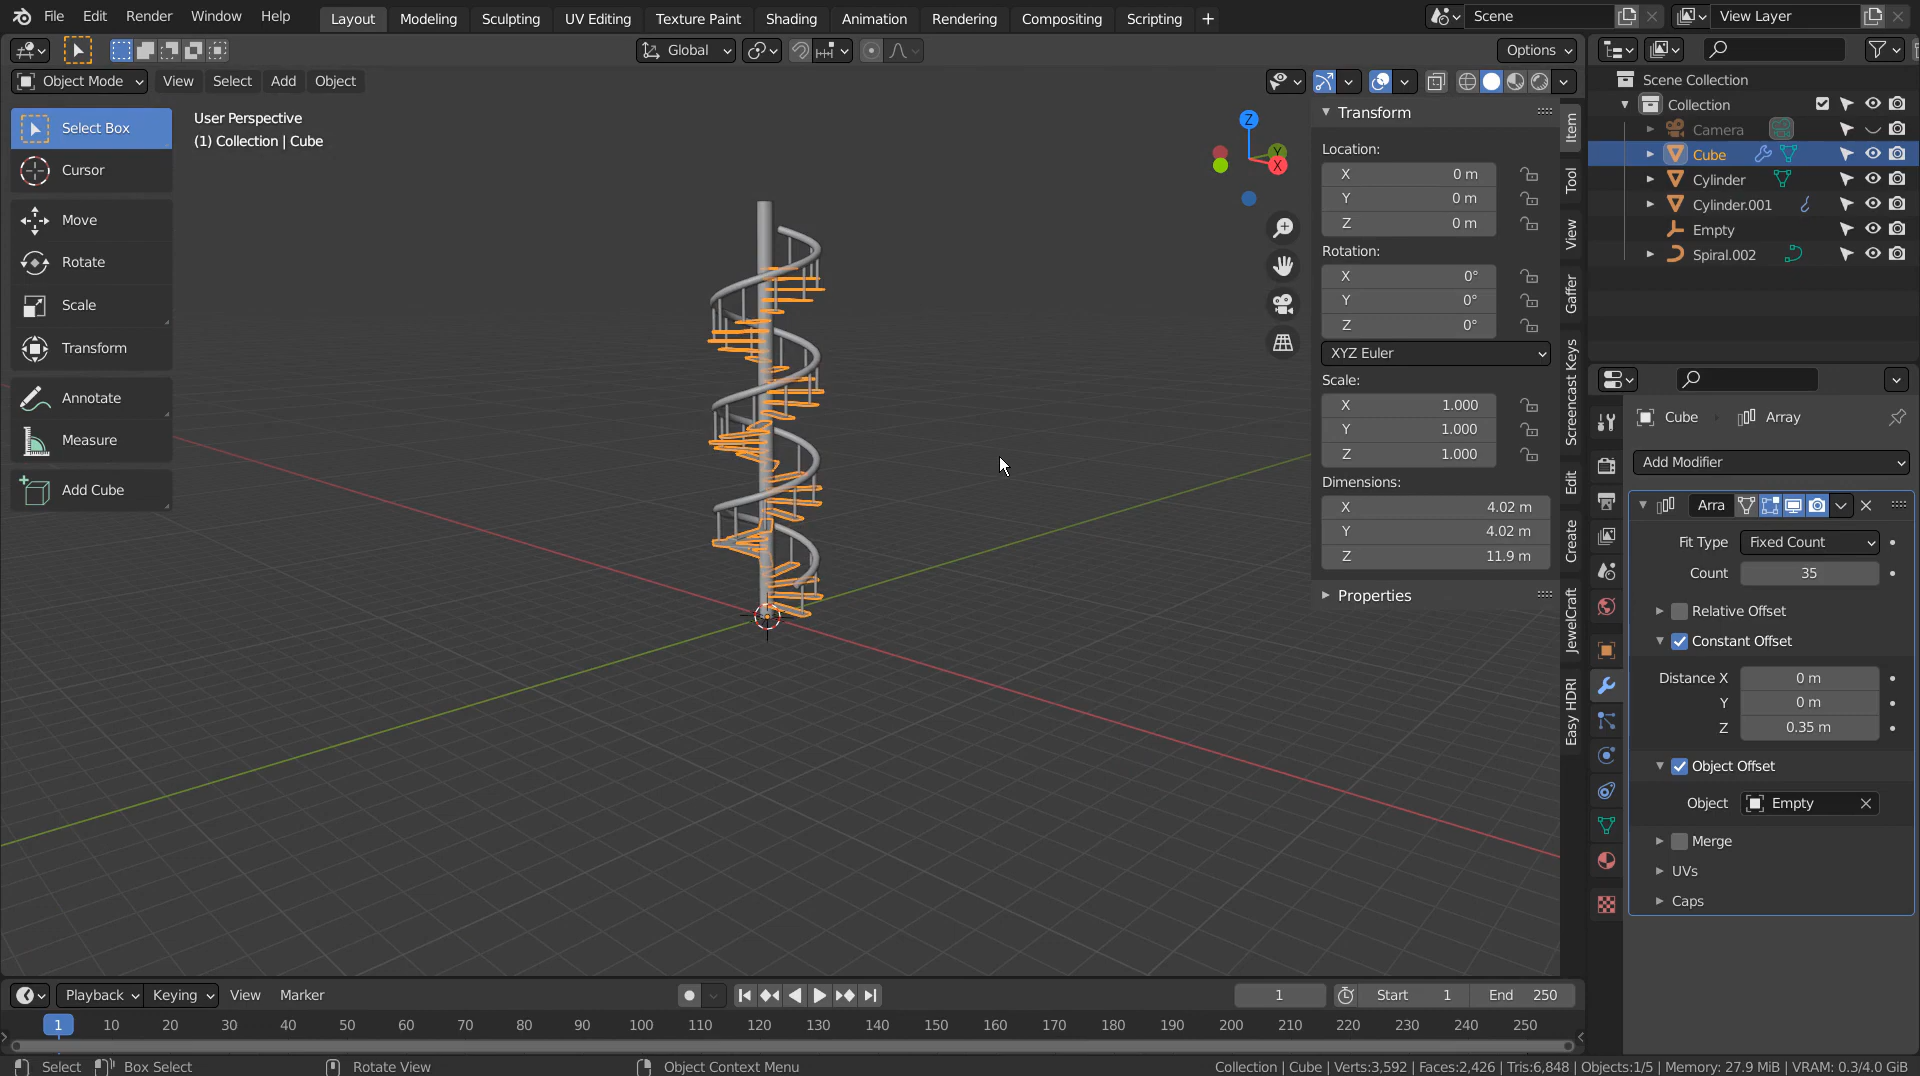 File Edit Render Window Help Layout Modeling Sculpting UV Editing Texture Paint Shading Animation Rendering Compositing Scripting + Scene View Layer
Global Options
Object Mode View Select Add Object
Select Box
Cursor
Move
Rotate
Scale
Transform
Annotate
Measure
Add Cube
User Perspective
(1) Collection | Cube
Z
Y
X
Transform
Location:
X 0 m
Y 0 m
Z 0 m
Rotation:
X 0°
Y 0°
Z 0°
XYZ Euler
Scale:
X 1.000
Y 1.000
Z 1.000
Dimensions:
X 4.02 m
Y 4.02 m
Z 11.9 m
Properties
Item
Tool
View
Gaffer
Screencast Keys
Edit
Create
JewelCraft
Easy HDRI
Scene Collection
Collection
Camera
Cube
Cylinder
Cylinder.001
Empty
Spiral.002
Cube Array
Add Modifier
Arra
Fit Type Fixed Count
Count 35
Relative Offset
Constant Offset
Distance X 0 m
Y 0 m
Z 0.35 m
Object Offset
Object Empty
Merge
UVs
Caps
Playback Keying View Marker 1 Start 1 End 250
1 10 20 30 40 50 60 70 80 90 100 110 120 130 140 150 160 170 180 190 200 210 220 230 240 250
Select Box Select Rotate View Object Context Menu Collection | Cube | Verts:3,592 | Faces:2,426 | Tris:6,848 | Objects:1/5 | Memory: 27.9 MiB | VRAM: 0.3/4.0 GiB